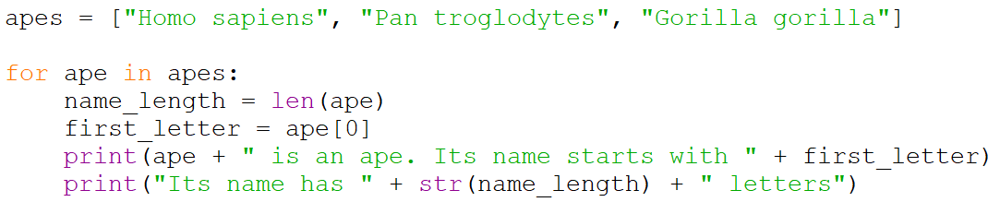 apes = ["Homo sapiens", "Pan troglodytes", "Gorilla gorilla"]
for ape in apes:
    name_length = len(ape)
    first_letter = ape[0]
    print(ape + " is an ape. Its name starts with " + first_letter)
    print("Its name has " + str(name_length) + " letters")